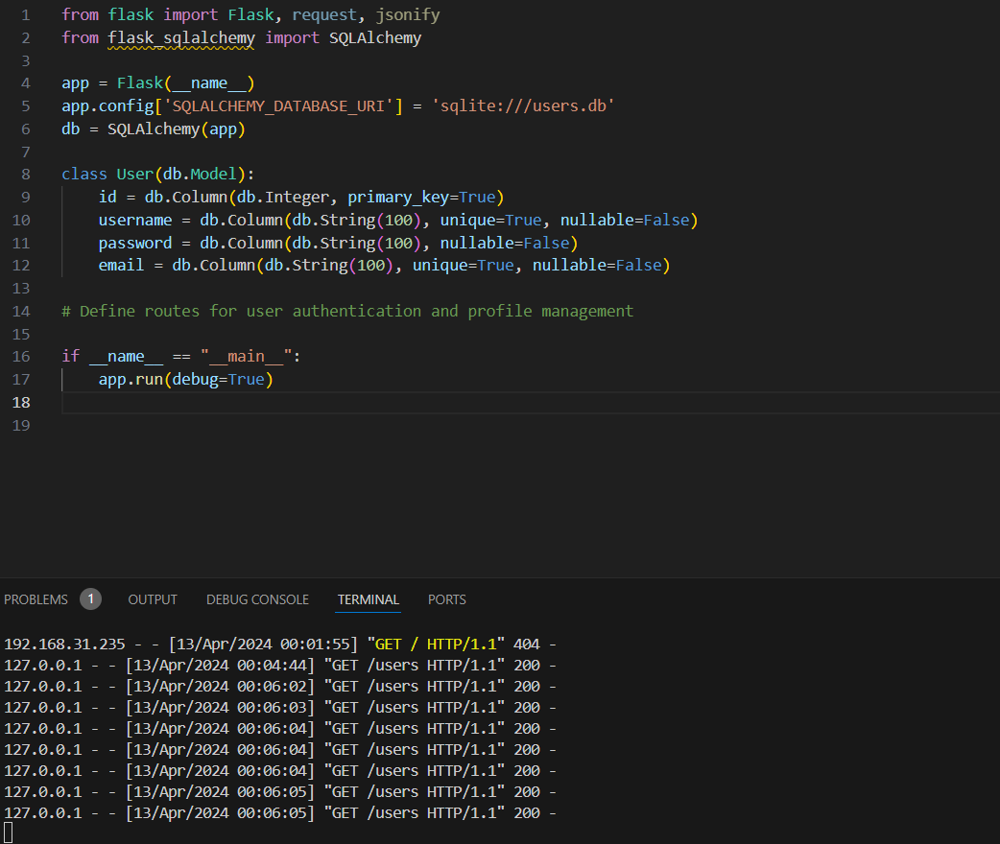 1 from flask import Flask, request, jsonify
2 from flask_sqlalchemy import SQLAlchemy
3
4 app = Flask(__name__)
5 app.config['SQLALCHEMY_DATABASE_URI'] = 'sqlite:///users.db'
6 db = SQLAlchemy(app)
7
8 class User(db.Model):
9     id = db.Column(db.Integer, primary_key=True)
10     username = db.Column(db.String(100), unique=True, nullable=False)
11     password = db.Column(db.String(100), nullable=False)
12     email = db.Column(db.String(100), unique=True, nullable=False)
13
14 # Define routes for user authentication and profile management
15
16 if __name__ == "__main__":
17     app.run(debug=True)
18
19
PROBLEMS 1 OUTPUT DEBUG CONSOLE TERMINAL PORTS
192.168.31.235 - - [13/Apr/2024 00:01:55] "GET / HTTP/1.1" 404 -
127.0.0.1 - - [13/Apr/2024 00:04:44] "GET /users HTTP/1.1" 200 -
127.0.0.1 - - [13/Apr/2024 00:06:02] "GET /users HTTP/1.1" 200 -
127.0.0.1 - - [13/Apr/2024 00:06:03] "GET /users HTTP/1.1" 200 -
127.0.0.1 - - [13/Apr/2024 00:06:04] "GET /users HTTP/1.1" 200 -
127.0.0.1 - - [13/Apr/2024 00:06:04] "GET /users HTTP/1.1" 200 -
127.0.0.1 - - [13/Apr/2024 00:06:04] "GET /users HTTP/1.1" 200 -
127.0.0.1 - - [13/Apr/2024 00:06:05] "GET /users HTTP/1.1" 200 -
127.0.0.1 - - [13/Apr/2024 00:06:05] "GET /users HTTP/1.1" 200 -